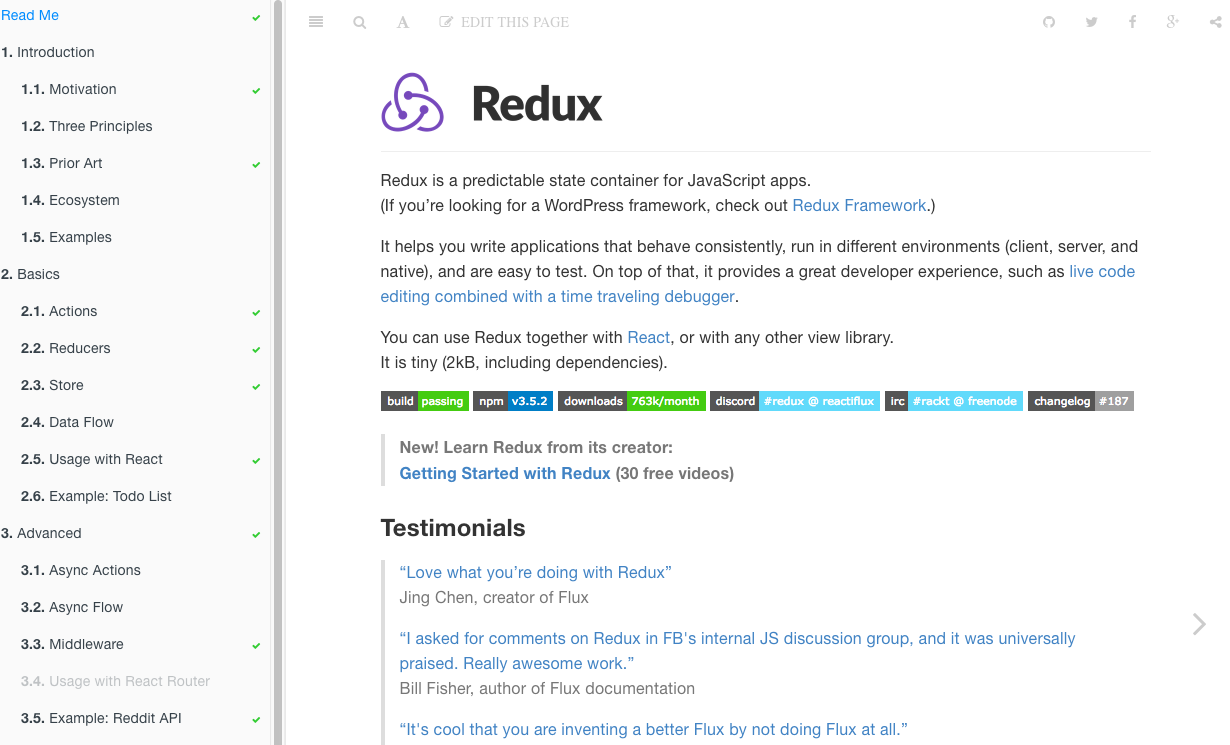 Read Me
1. Introduction
1.1. Motivation
1.2. Three Principles
1.3. Prior Art
1.4. Ecosystem
1.5. Examples
2. Basics
2.1. Actions
2.2. Reducers
2.3. Store
2.4. Data Flow
2.5. Usage with React
2.6. Example: Todo List
3. Advanced
3.1. Async Actions
3.2. Async Flow
3.3. Middleware
3.4. Usage with React Router
3.5. Example: Reddit API
A EDIT THIS PAGE
Redux
Redux is a predictable state container for JavaScript apps.
(If you’re looking for a WordPress framework, check out Redux Framework.)
It helps you write applications that behave consistently, run in different environments (client, server, and
native), and are easy to test. On top of that, it provides a great developer experience, such as live code
editing combined with a time traveling debugger.
You can use Redux together with React, or with any other view library.
It is tiny (2kB, including dependencies).
build passing npm v3.5.2 downloads 763k/month discord #redux @ reactiflux irc #rackt @ freenode changelog #187
New! Learn Redux from its creator:
Getting Started with Redux (30 free videos)
Testimonials
“Love what you’re doing with Redux”
Jing Chen, creator of Flux
“I asked for comments on Redux in FB's internal JS discussion group, and it was universally
praised. Really awesome work.”
Bill Fisher, author of Flux documentation
“It's cool that you are inventing a better Flux by not doing Flux at all.”